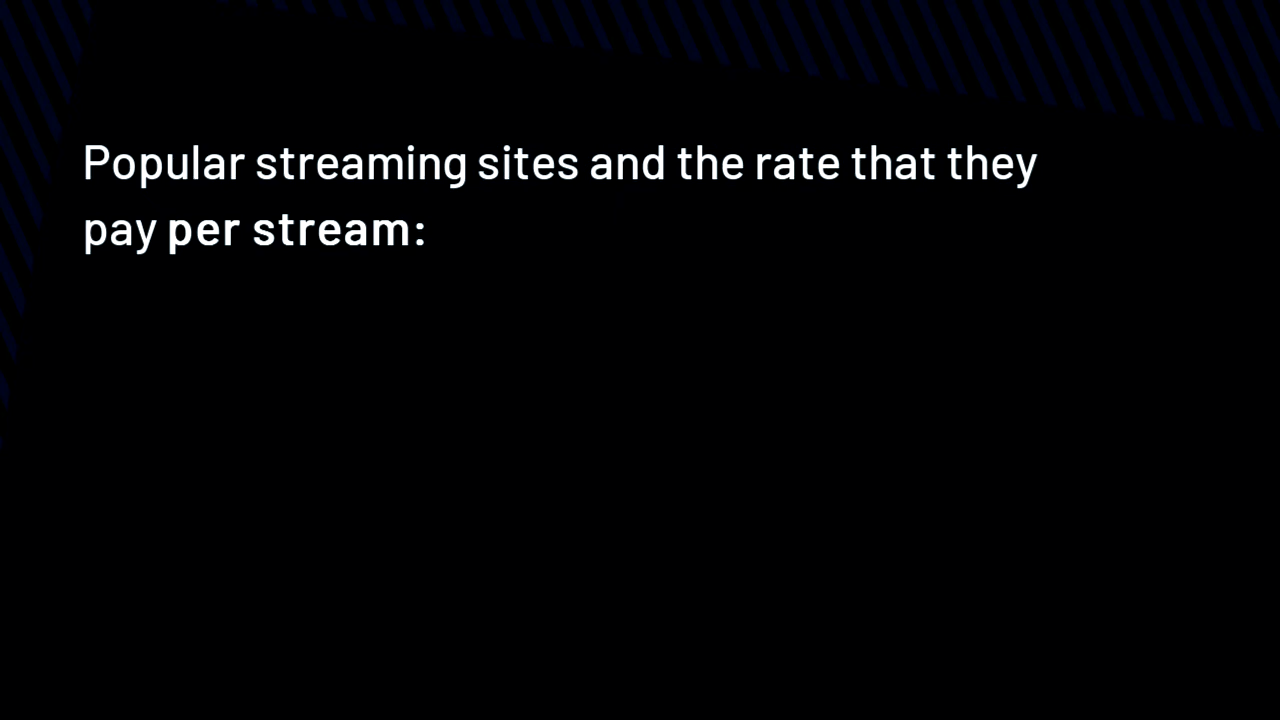 Popular streaming sites and the rate that they
pay per stream: